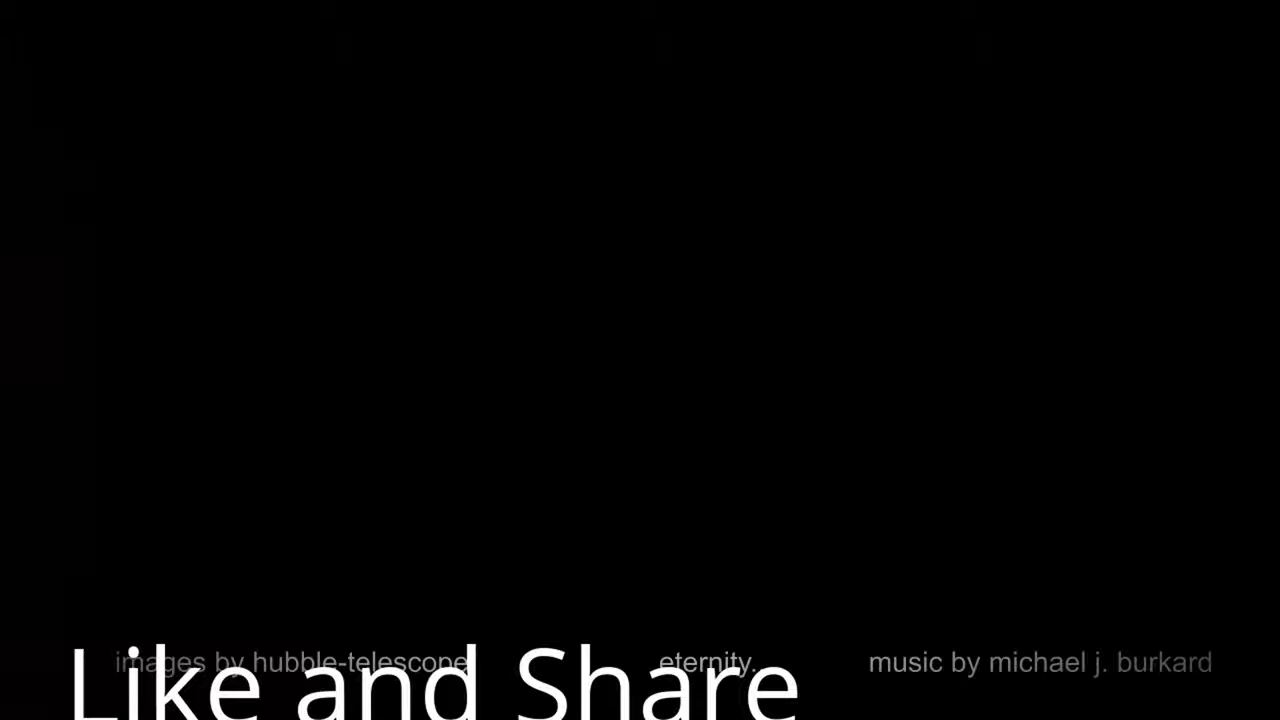 images by hubble-telescope
eternity..
music by michael j. burkard
Like and Share